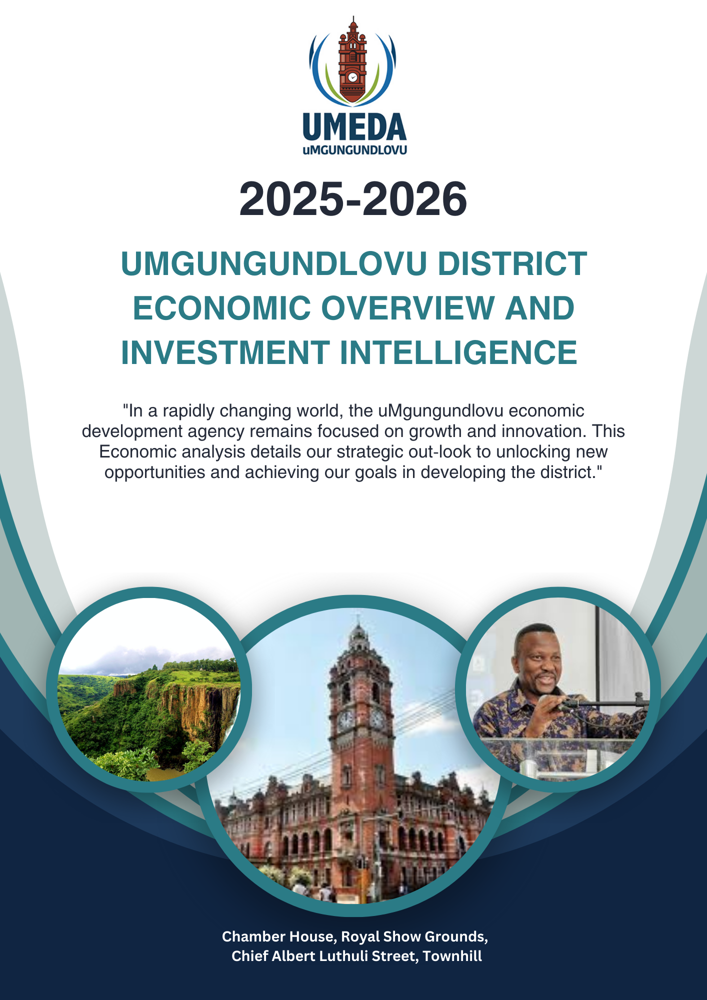 UMEDA
uMGUNGUNDLOVU
2025-2026
UMGUNGUNDLOVU DISTRICT
ECONOMIC OVERVIEW AND
INVESTMENT INTELLIGENCE
"In a rapidly changing world, the uMgungundlovu economic
development agency remains focused on growth and innovation. This
Economic analysis details our strategic out-look to unlocking new
opportunities and achieving our goals in developing the district."
Chamber House, Royal Show Grounds,
Chief Albert Luthuli Street, Townhill